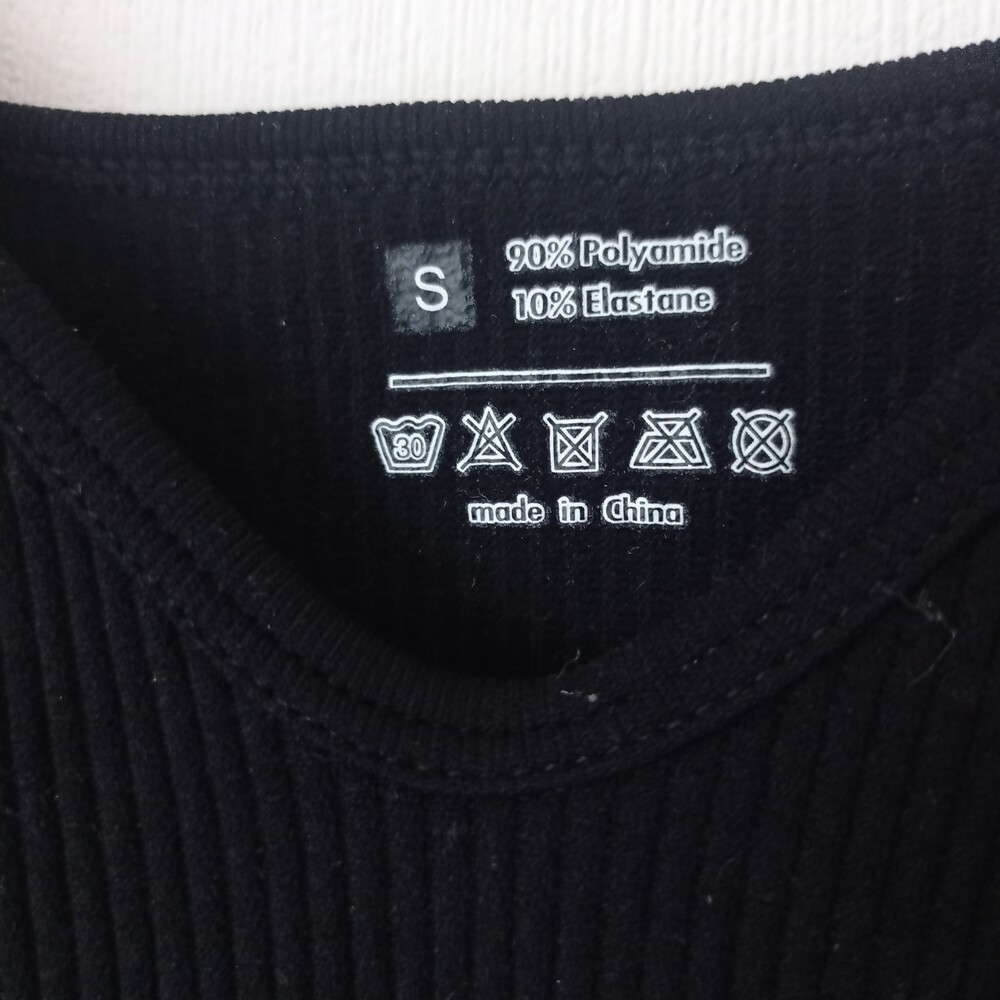 S
90% Polyamide
10% Elastane
30
made in China